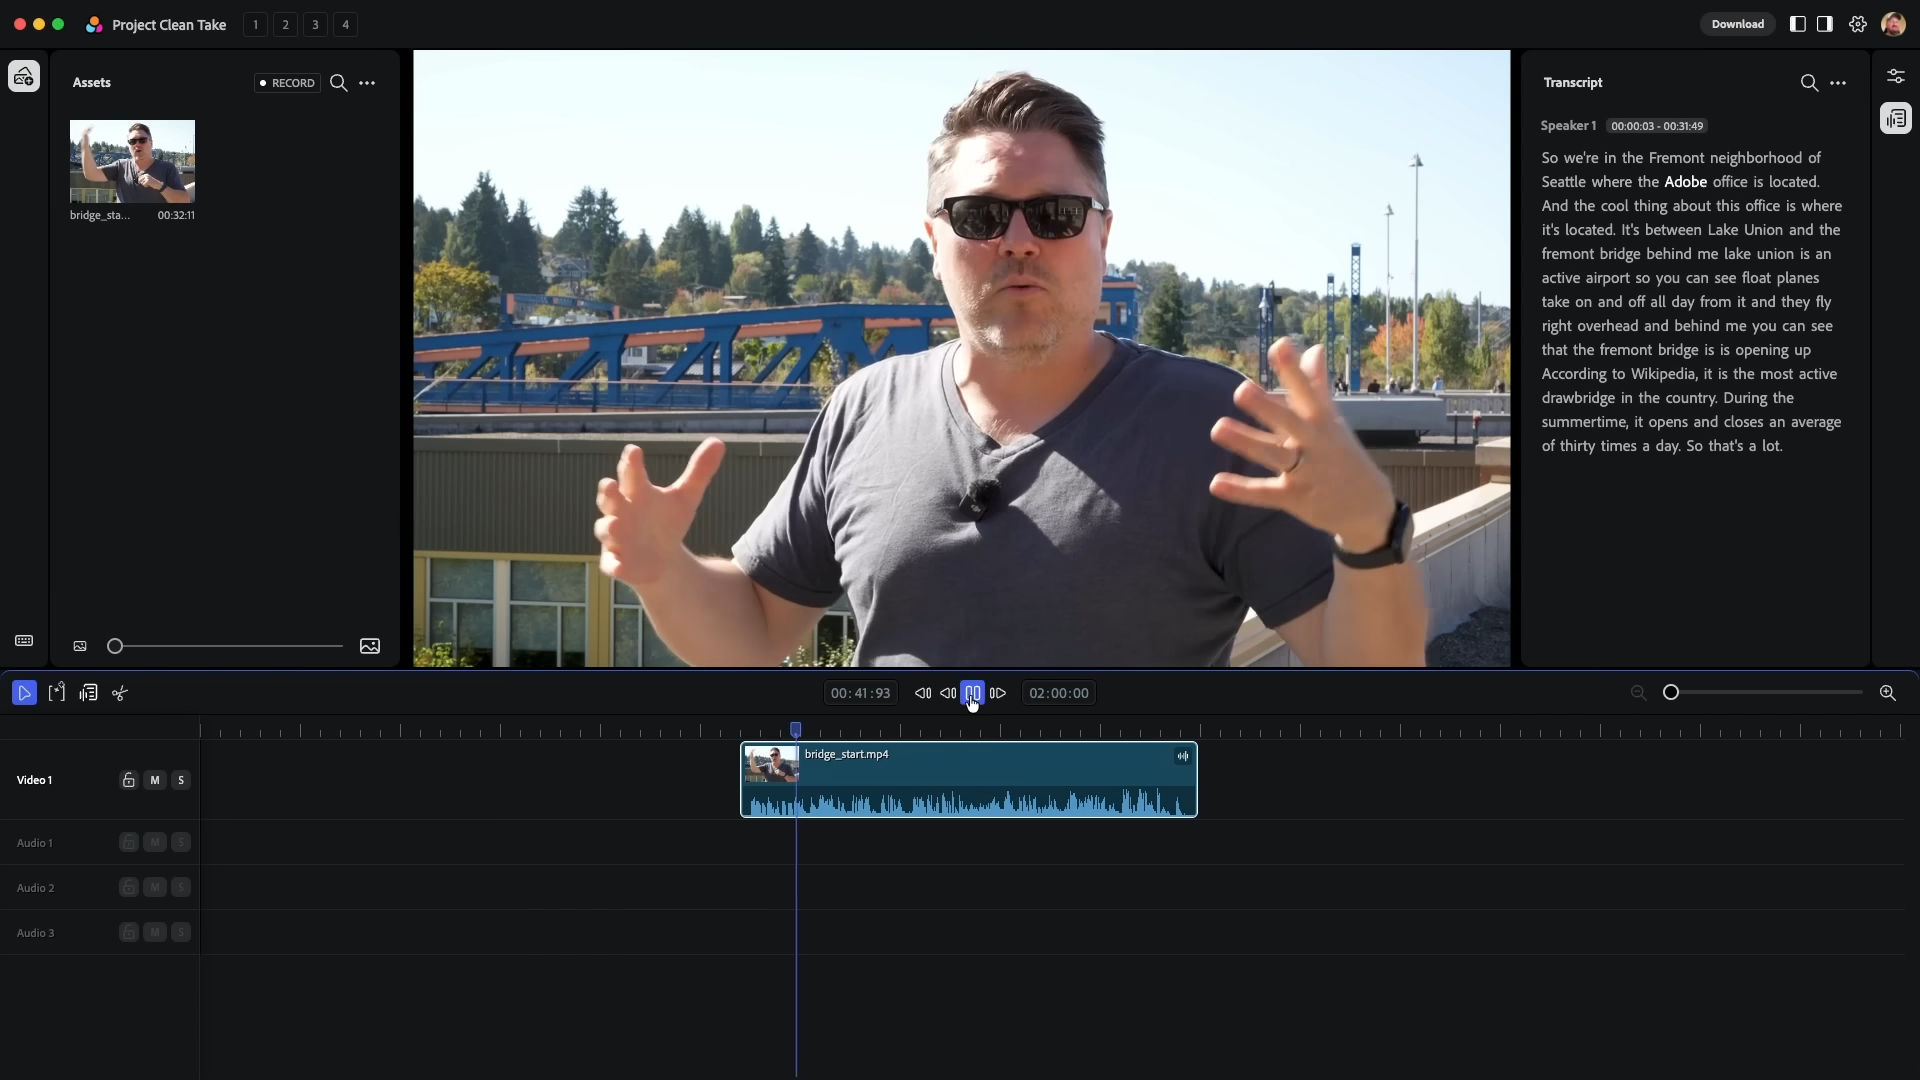 Project Clean Take
1
2
3
4
Download
Assets
RECORD
bridge_sta...
00:32:11
Transcript
Speaker 1
00:00:03 - 00:31:49
So we're in the Fremont neighborhood of
Seattle where the Adobe office is located.
And the cool thing about this office is where
it's located. It's between Lake Union and the
fremont bridge behind me lake union is an
active airport so you can see float planes
take on and off all day from it and they fly
right overhead and behind me you can see
that the fremont bridge is is opening up
According to Wikipedia, it is the most active
drawbridge in the country. During the
summertime, it opens and closes an average
of thirty times a day. So that's a lot.
00:41:93
02:00:00
Video 1
M
S
bridge_start.mp4
Audio 1
M
S
Audio 2
M
S
Audio 3
M
S